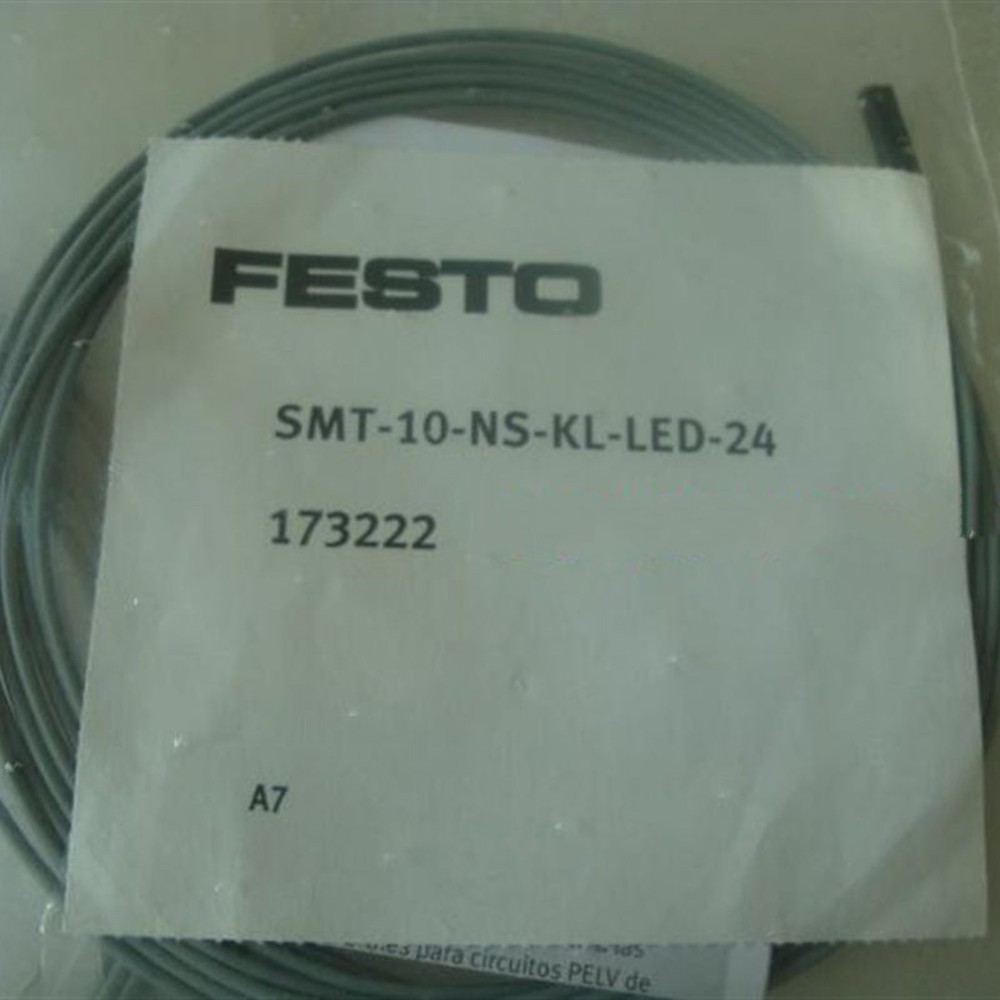 FESTO
SMT-10-NS-KL-LED-24
173222
A7
para circuitos PELV de